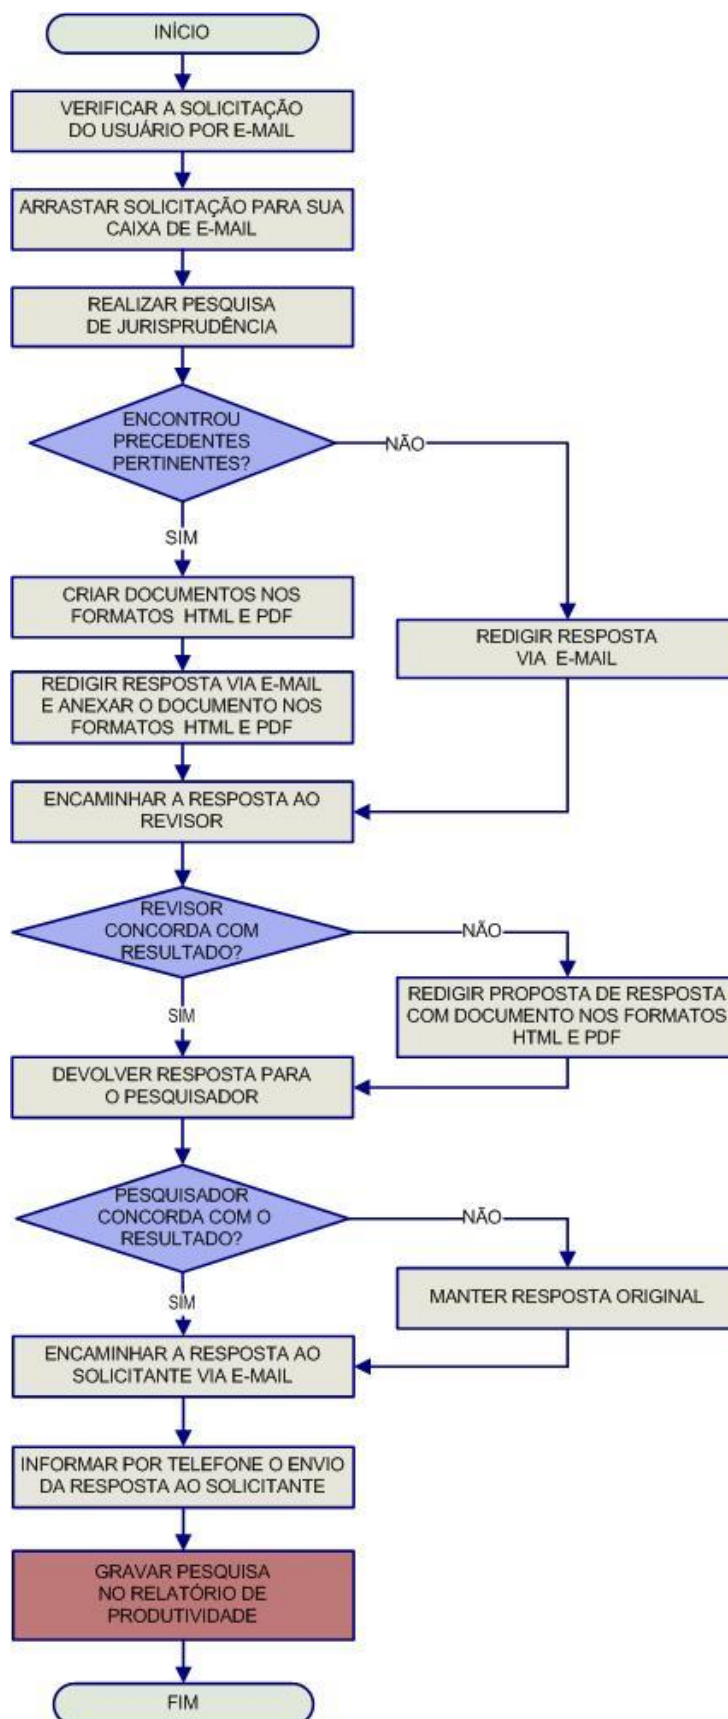 INÍCIO
VERIFICAR A SOLICITAÇÃO
DO USUÁRIO POR E-MAIL
ARRASTAR SOLICITAÇÃO PARA SUA
CAIXA DE E-MAIL
REALIZAR PESQUISA
DE JURISPRUDÊNCIA
ENCONTROU
PRECEDENTES
PERTINENTES?
NÃO
SIM
CRIAR DOCUMENTOS NOS
FORMATOS HTML E PDF
REDIGIR RESPOSTA
VIA E-MAIL
REDIGIR RESPOSTA VIA E-MAIL
E ANEXAR O DOCUMENTO NOS
FORMATOS HTML E PDF
ENCAMINHAR A RESPOSTA AO
REVISOR
REVISOR
CONCORDA COM
RESULTADO?
NÃO
SIM
REDIGIR PROPOSTA DE RESPOSTA
COM DOCUMENTO NOS FORMATOS
HTML E PDF
DEVOLVER RESPOSTA PARA
O PESQUISADOR
PESQUISADOR
CONCORDA COM O
RESULTADO?
NÃO
SIM
MANTER RESPOSTA ORIGINAL
ENCAMINHAR A RESPOSTA AO
SOLICITANTE VIA E-MAIL
INFORMAR POR TELEFONE O ENVIO
DA RESPOSTA AO SOLICITANTE
GRAVAR PESQUISA
NO RELATÓRIO DE
PRODUTIVIDADE
FIM